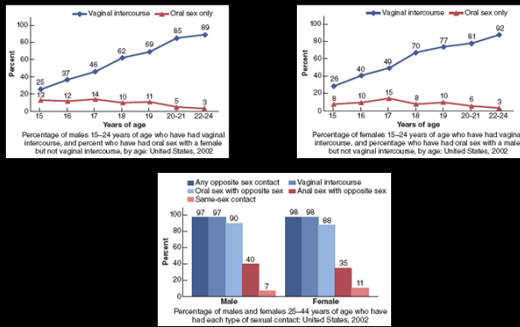 Vaginal intercourse Oral sex only
Percent
100
80
60
40
20
0
25 37 46 62 69 85 89
13 12 14 10 11 5 3
15 16 17 18 19 20-21 22-24
Years of age
Percentage of males 15–24 years of age who have had vaginal
intercourse, and percent who have had oral sex with a female
but not vaginal intercourse, by age: United States, 2002
Vaginal intercourse Oral sex only
Percent
100
80
60
40
20
0
26 40 49 70 77 81 92
8 10 15 8 10 6 3
15 16 17 18 19 20-21 22-24
Years of age
Percentage of females 15–24 years of age who have had vagina
intercourse, and percentage who have had oral sex with a male
but not vaginal intercourse, by age: United States, 2002
Any opposite sex contact Vaginal intercourse
Oral sex with opposite sex Anal sex with opposite sex
Same-sex contact
Percent
100
80
60
40
20
0
97 97 90 40 7
98 98 88 35 11
Male Female
Percentage of males and females 25–44 years of age who have
had each type of sexual contact: United States, 2002